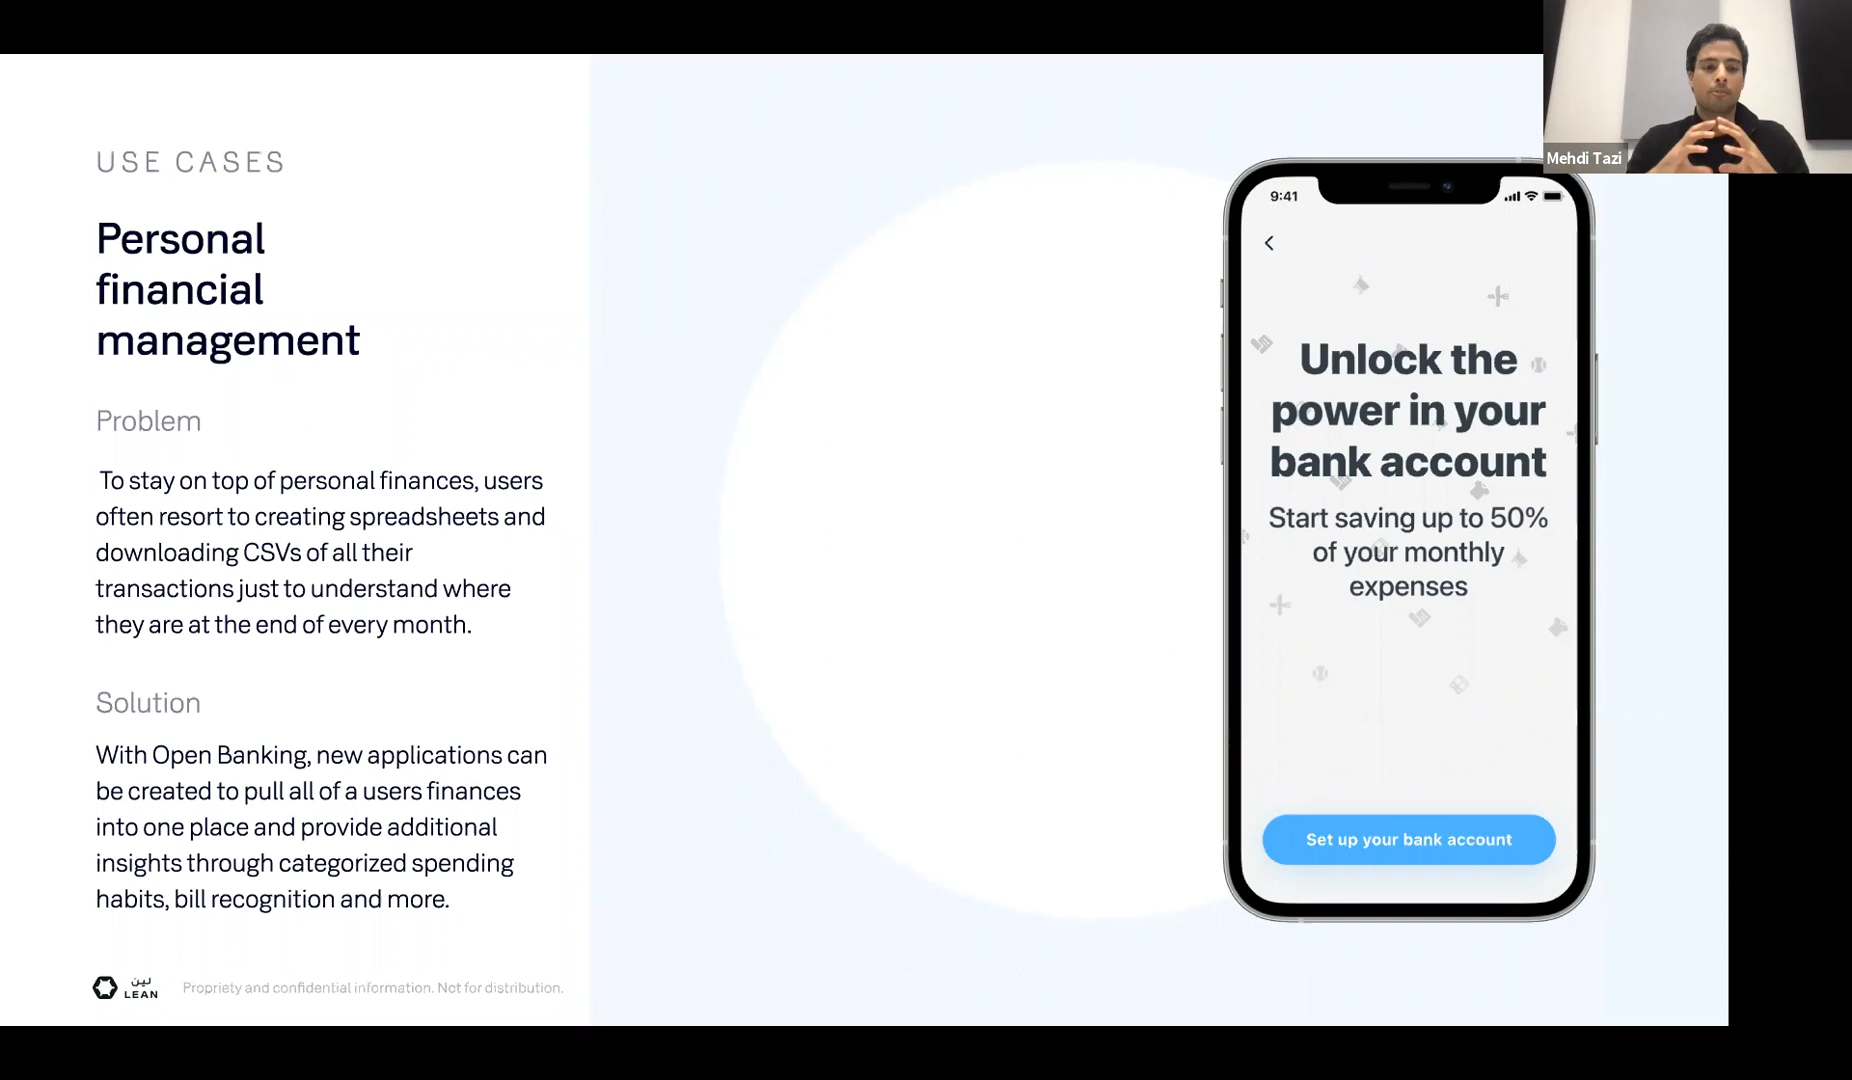 USE CASES
Personal
financial
management
Problem
To stay on top of personal finances, users
often resort to creating spreadsheets and
downloading CSVs of all their
transactions just to understand where
they are at the end of every month.
Solution
With Open Banking, new applications can
be created to pull all of a users finances
into one place and provide additional
insights through categorized spending
habits, bill recognition and more.
لين
LEAN
Propriety and confidential information. Not for distribution.
9:41
Unlock the
power in your
bank account
Start saving up to 50%
of your monthly
expenses
Set up your bank account
Mehdi Tazi